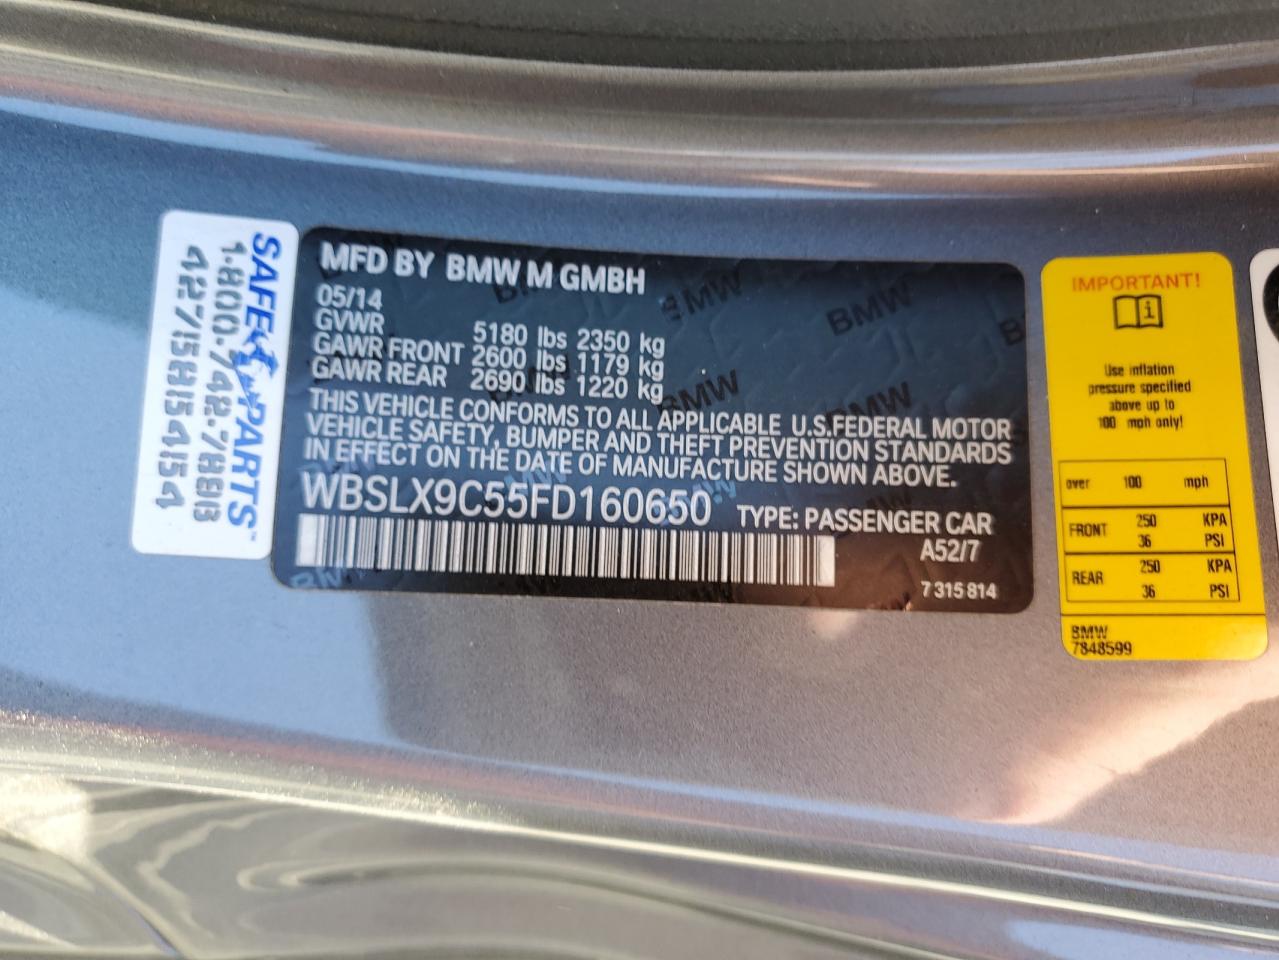 SAFE PARTS
1.800.742.7883
42715815454
MFD BY BMW M GMBH
05/14
GVWR 5180 lbs 2350 kg
GAWR FRONT 2600 lbs 1179 kg
GAWR REAR 2690 lbs 1220 kg
THIS VEHICLE CONFORMS TO ALL APPLICABLE U.S.FEDERAL MOTOR
VEHICLE SAFETY, BUMPER AND THEFT PREVENTION STANDARDS
IN EFFECT ON THE DATE OF MANUFACTURE SHOWN ABOVE.
WBSLX9C55FD160650 TYPE: PASSENGER CAR
A52/7
7 315 814
IMPORTANT!
Use inflation
pressure specified
above up to
100 mph only!
over 100 mph
FRONT 250 KPA
36 PSI
REAR 250 KPA
36 PSI
BMW
7848599